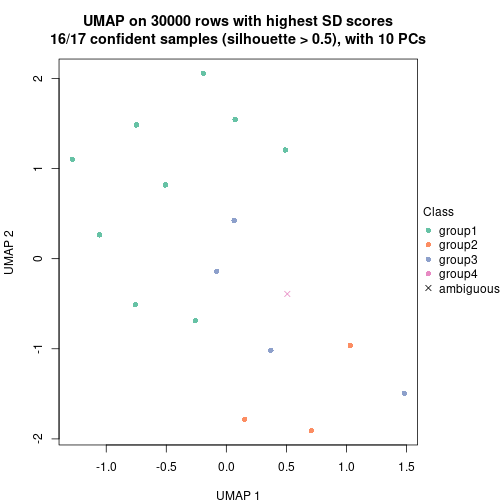 UMAP on 30000 rows with highest SD scores
16/17 confident samples (silhouette > 0.5), with 10 PCs
UMAP 2
2
1
0
-1
-2
-1.0 -0.5 0.0 0.5 1.0 1.5
UMAP 1
Class
group1
group2
group3
group4
ambiguous